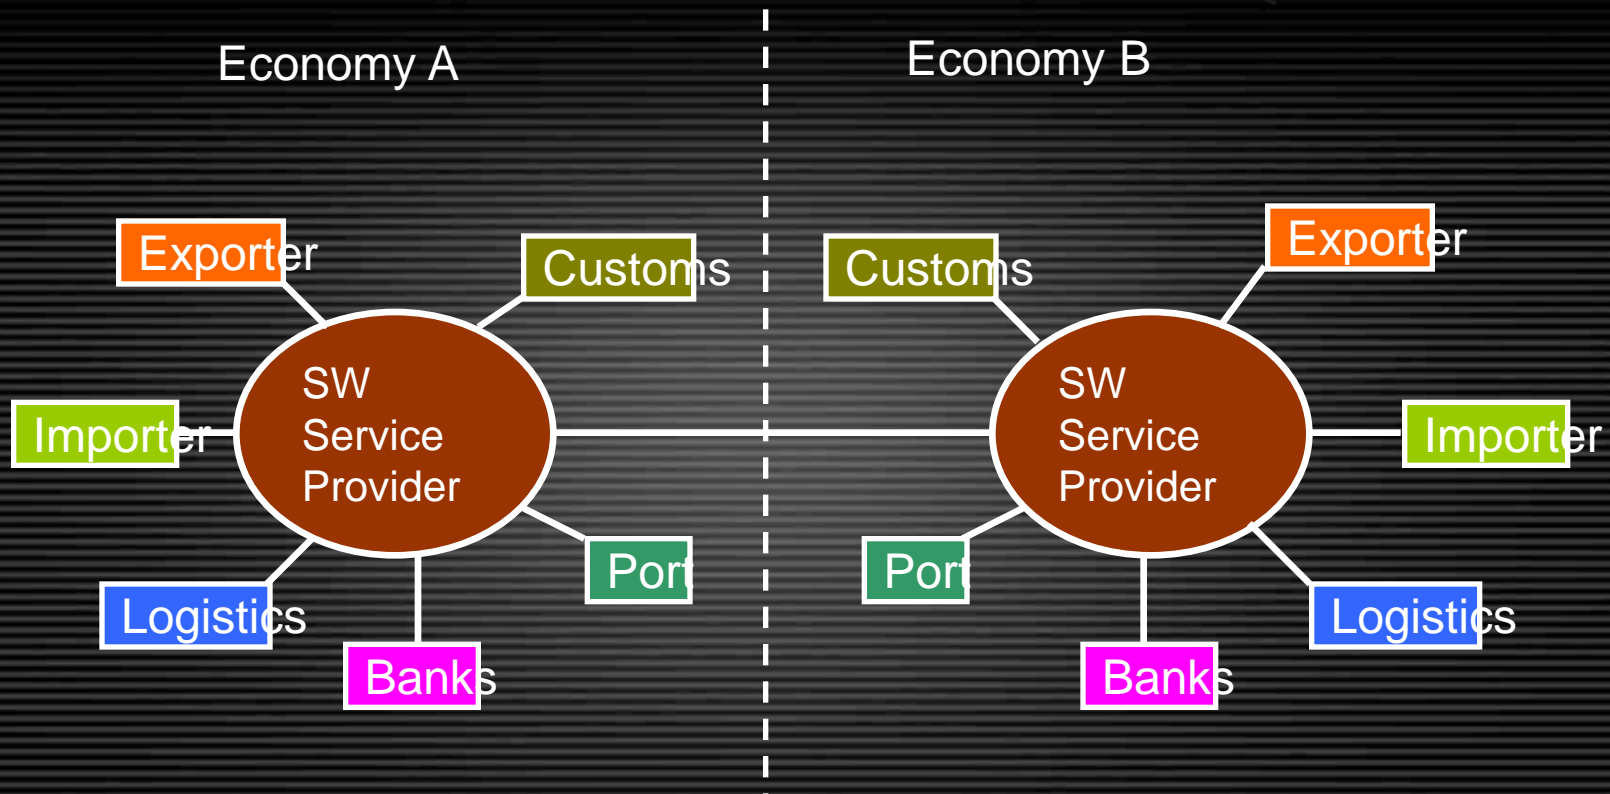 Economy A
Economy B
Exporter
Customs
Customs
Exporter
SW
Service
Provider
SW
Service
Provider
Importer
Importer
Port
Port
Logistics
Logistics
Banks
Banks